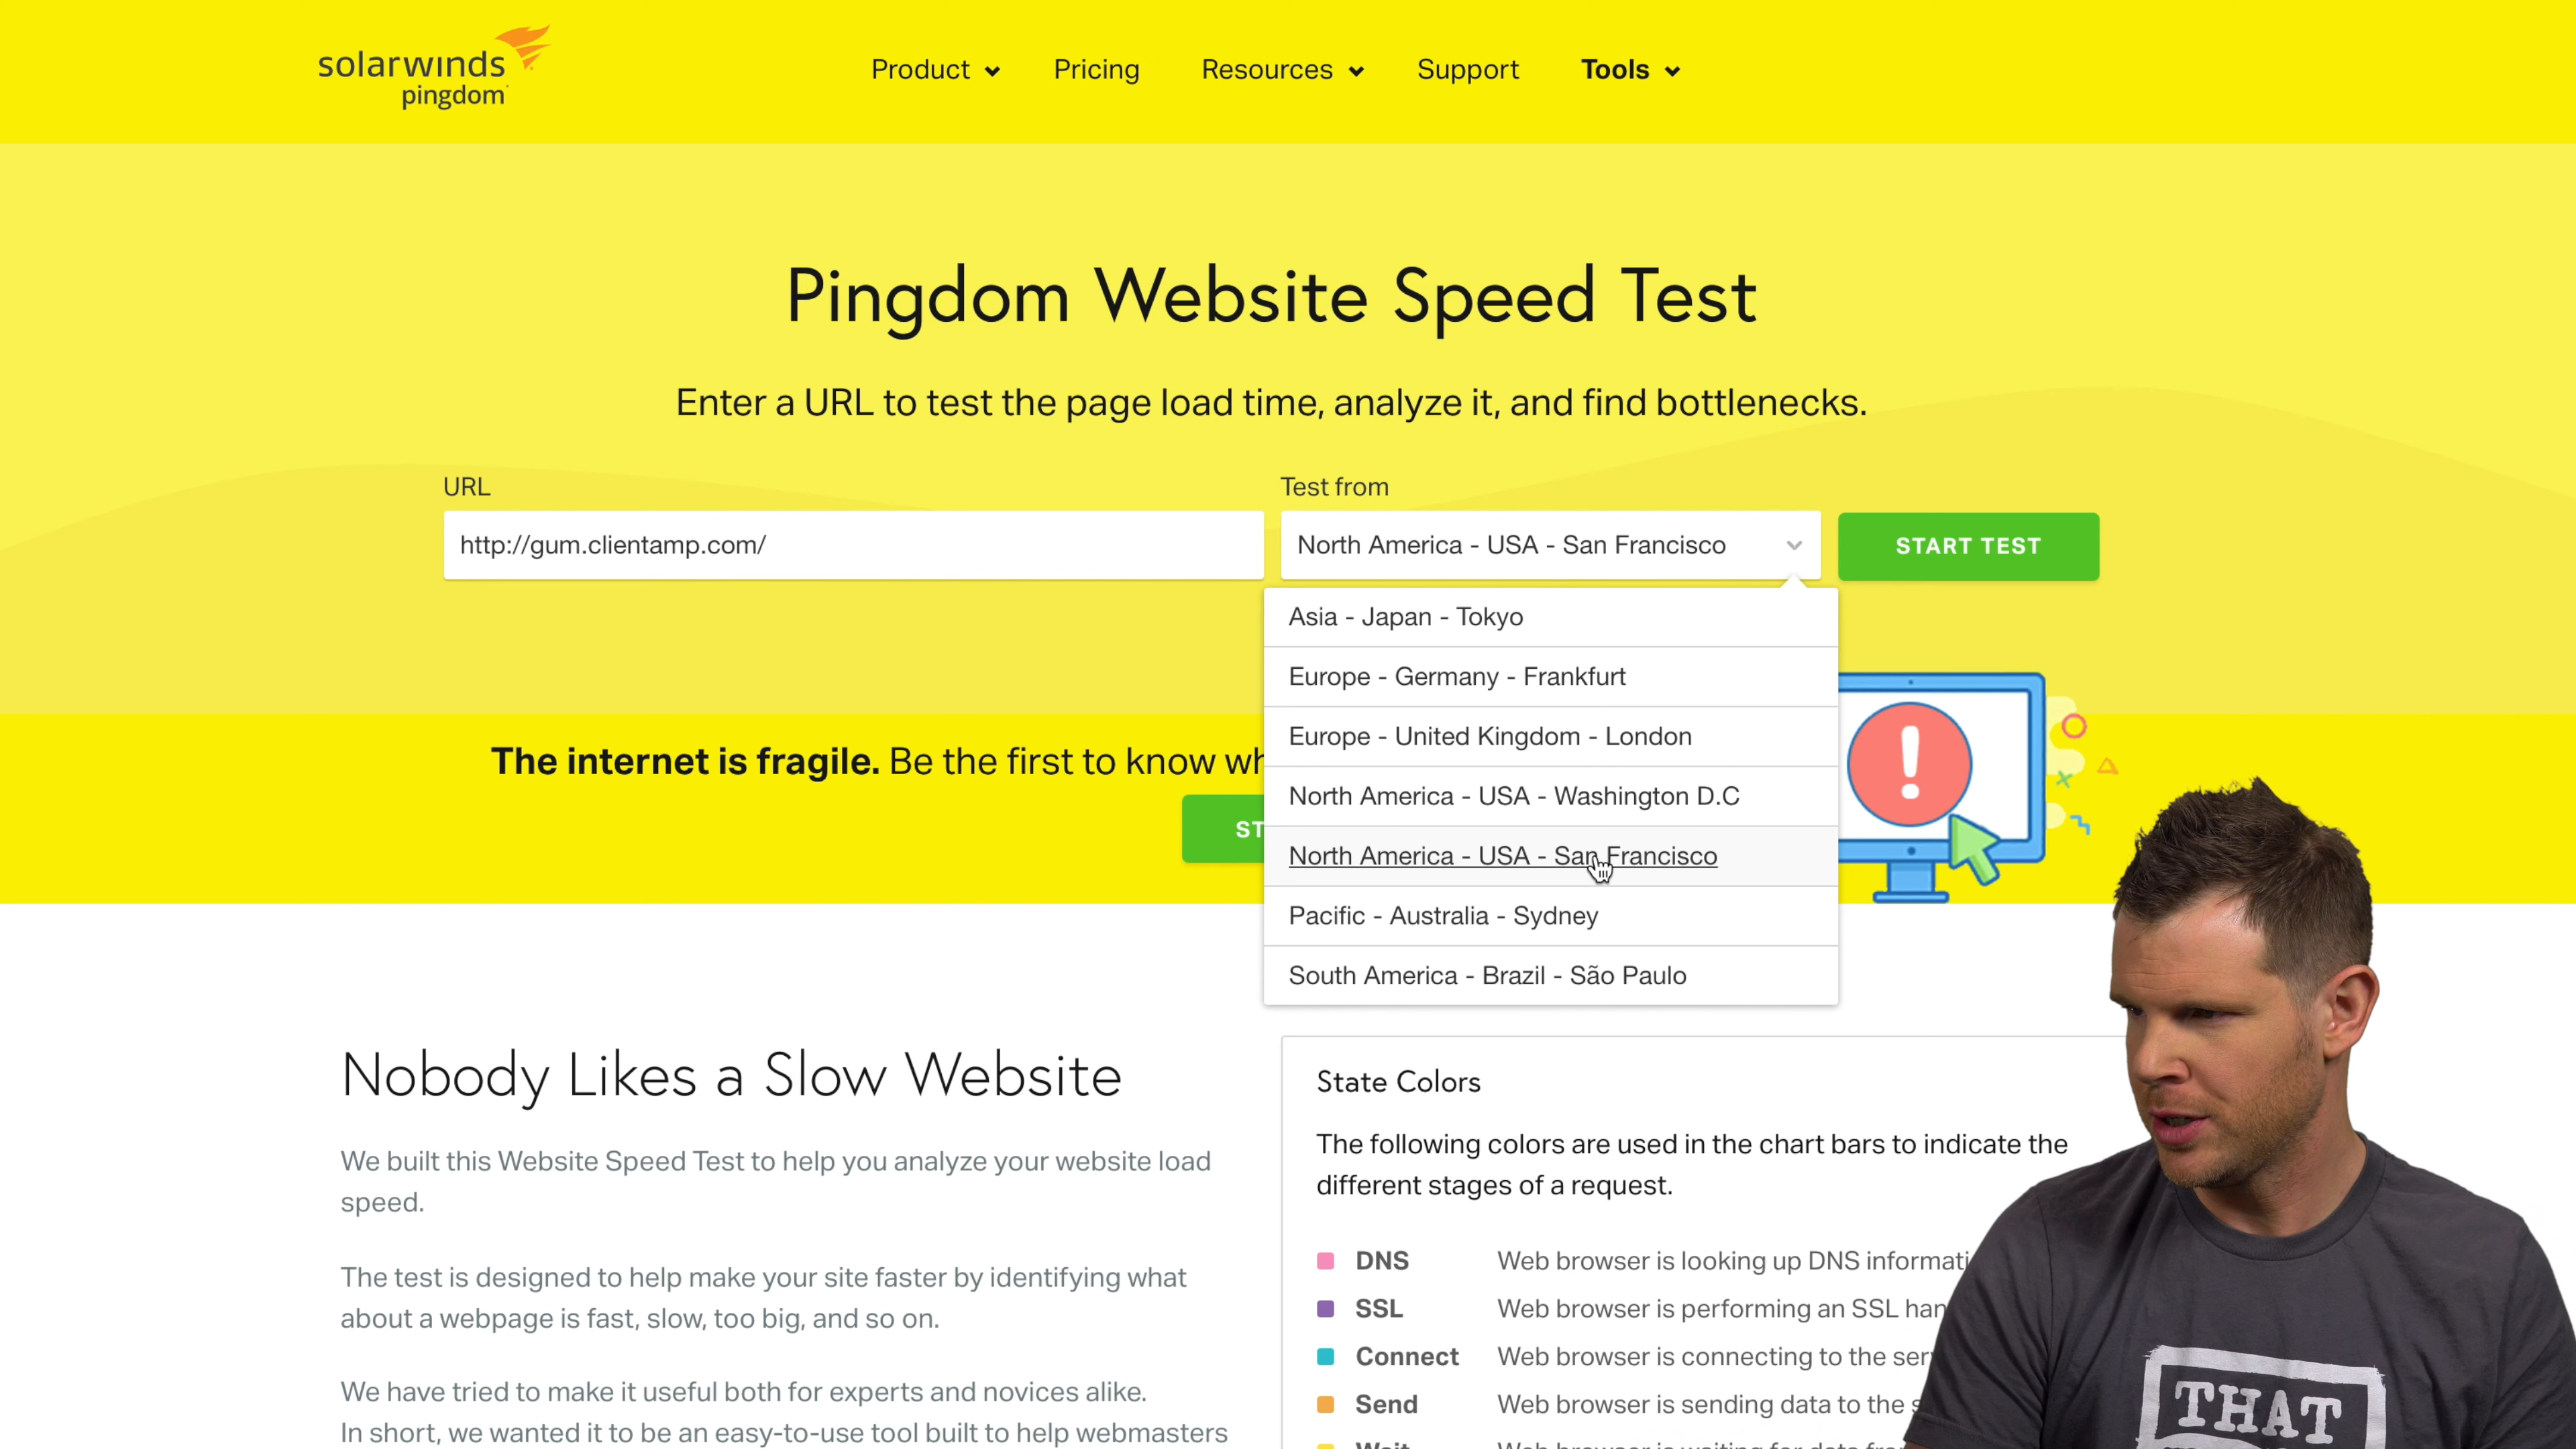 solarwinds
pingdom
Product
Pricing
Resources
Support
Tools
Pingdom Website Speed Test
Enter a URL to test the page load time, analyze it, and find bottlenecks.
URL
Test from
http://gum.clientamp.com/
North America - USA - San Francisco
START TEST
Asia - Japan - Tokyo
Europe - Germany - Frankfurt
Europe - United Kingdom - London
North America - USA - Washington D.C
North America - USA - San Francisco
Pacific - Australia - Sydney
South America - Brazil - São Paulo
The internet is fragile. Be the first to know
ST
Nobody Likes a Slow Website
We built this Website Speed Test to help you analyze your website load
speed.
The test is designed to help make your site faster by identifying what
about a webpage is fast, slow, too big, and so on.
We have tried to make it useful both for experts and novices alike.
In short, we wanted it to be an easy-to-use tool built to help webmasters
State Colors
The following colors are used in the chart bars to indicate the
different stages of a request.
DNS Web browser is looking up DNS informati
SSL Web browser is performing an SSL han
Connect Web browser is connecting to the ser
Send Web browser is sending data to the
THAT